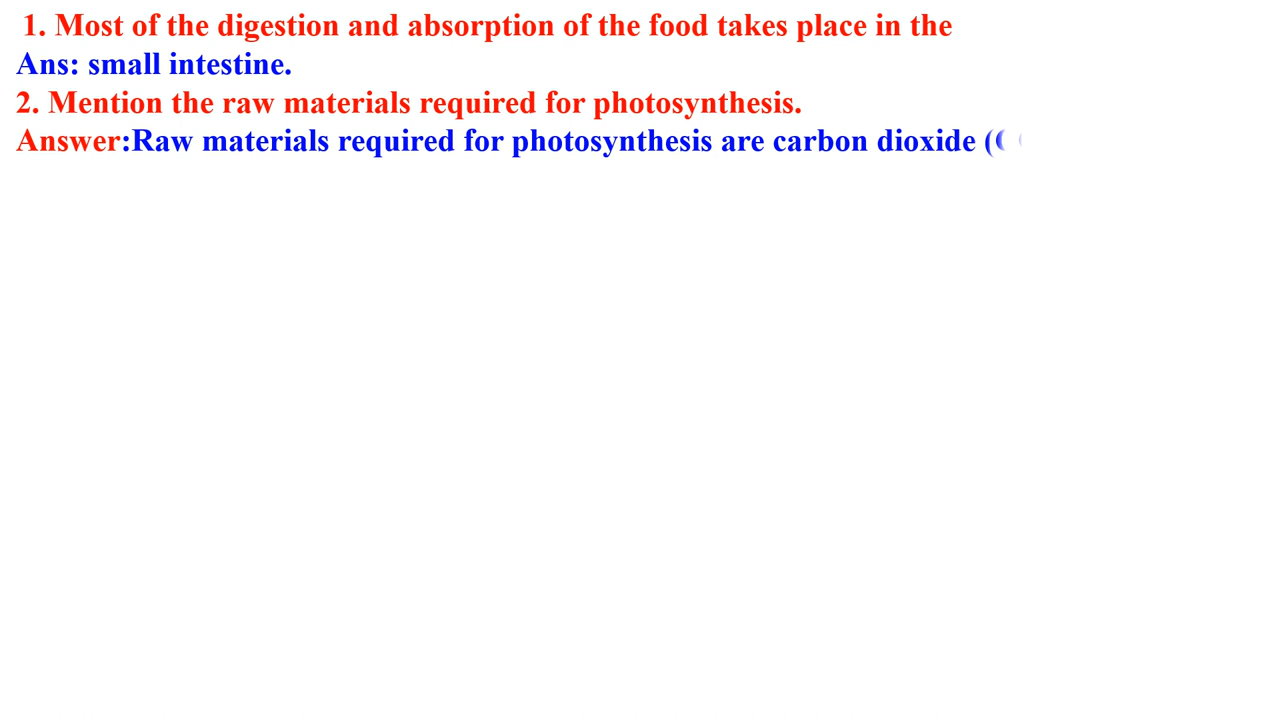 1. Most of the digestion and absorption of the food takes place in the
Ans: small intestine.
2. Mention the raw materials required for photosynthesis.
Answer:Raw materials required for photosynthesis are carbon dioxide (